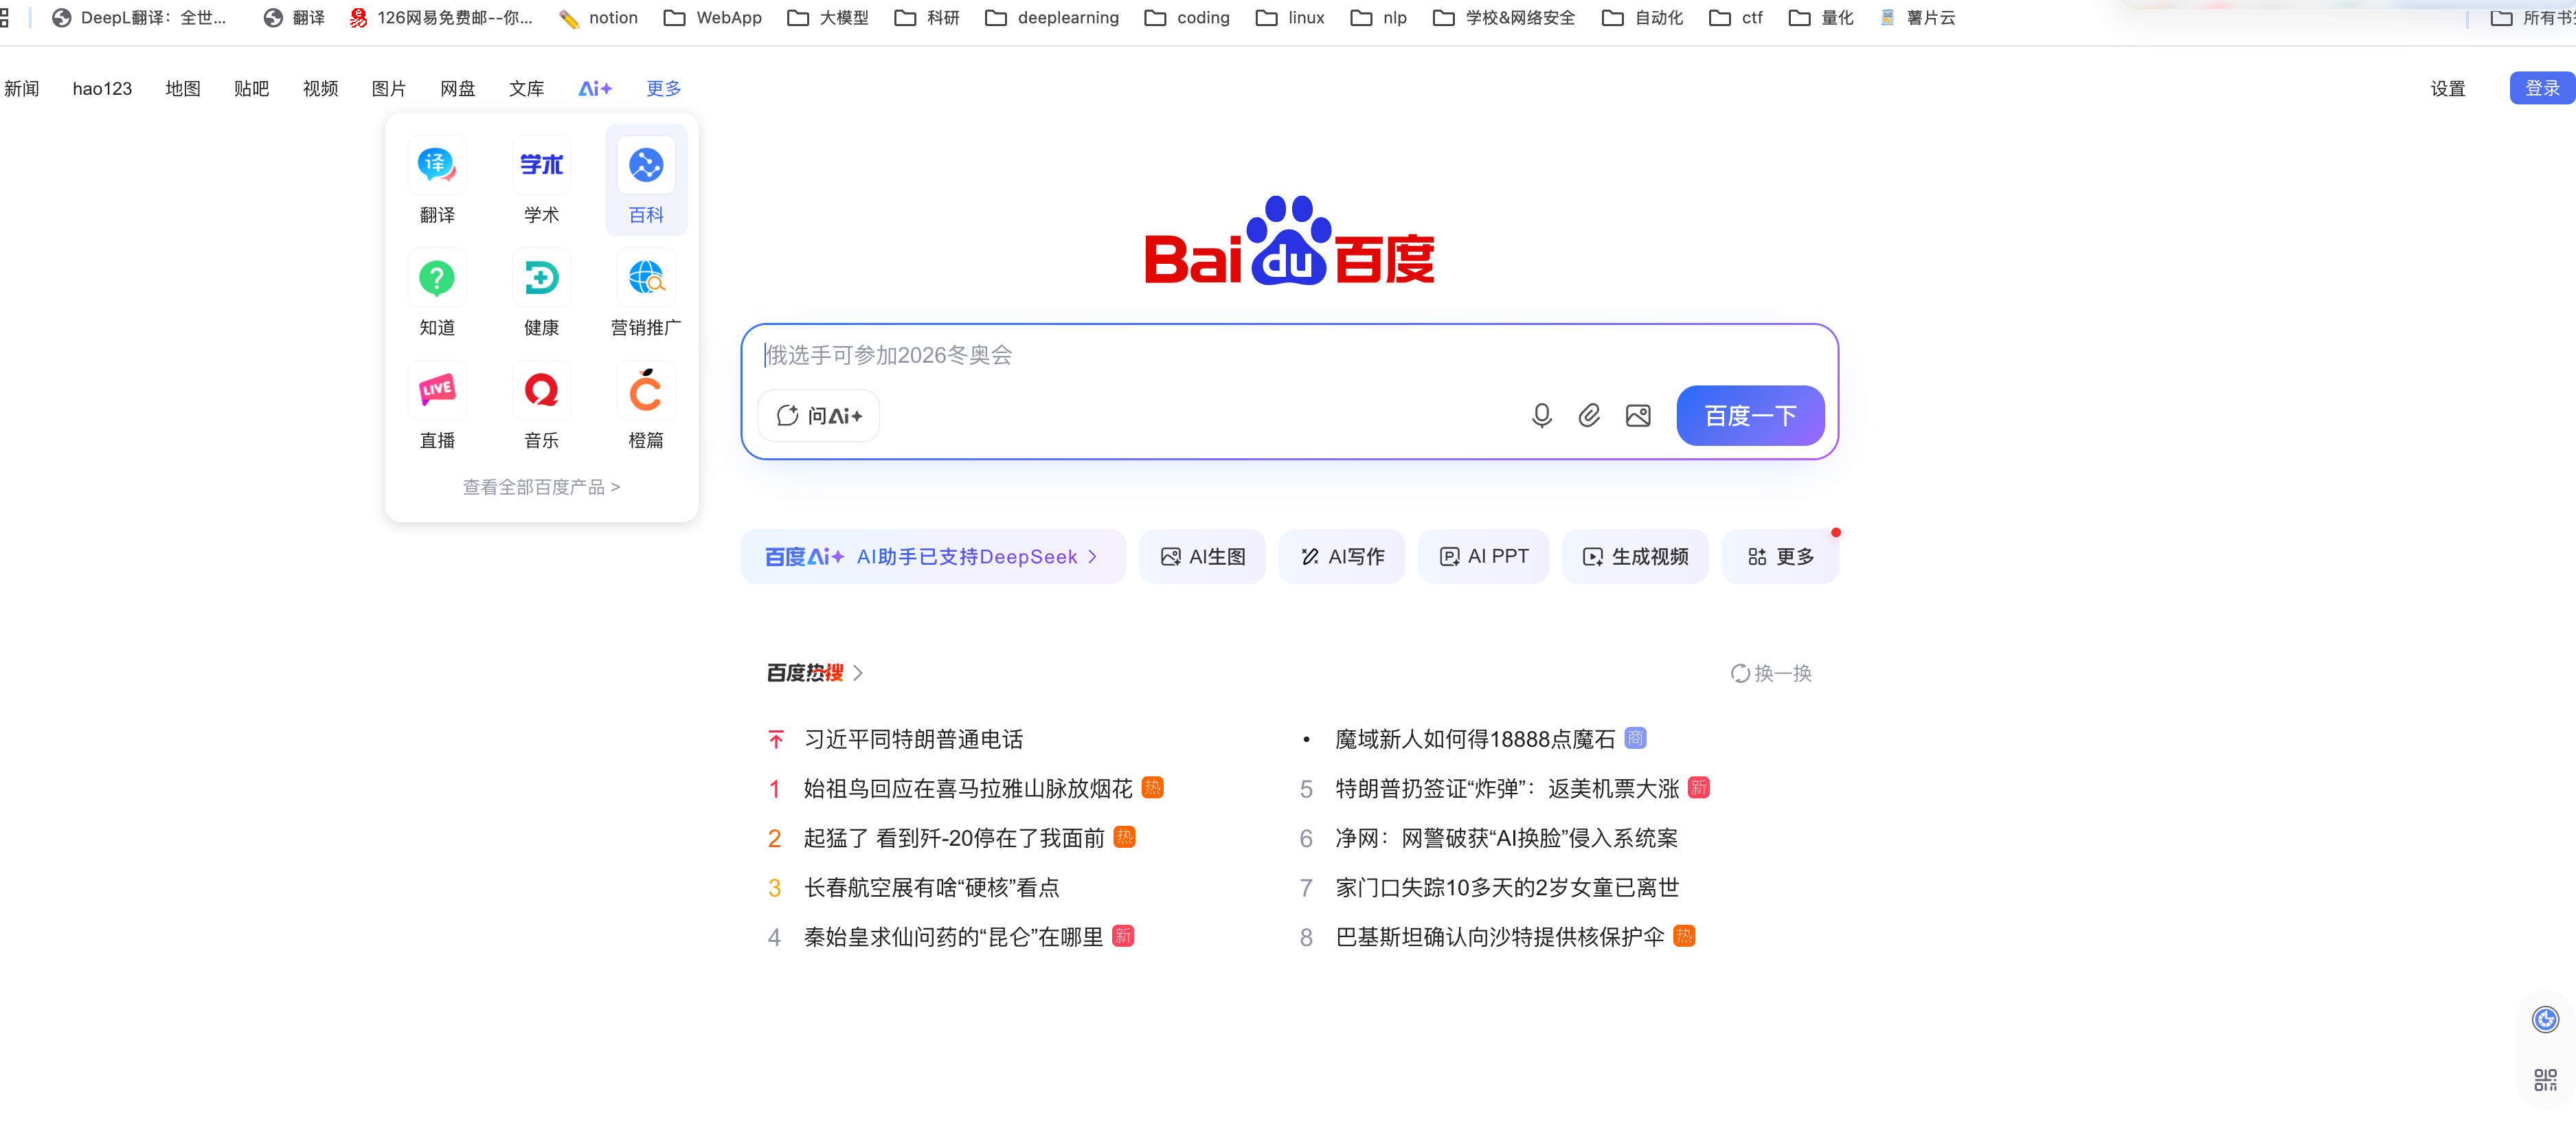 DeepL翻译：全世... 翻译 126网易免费邮--你... notion WebApp 大模型 科研 deeplearning coding linux nlp 学校&网络安全 自动化 ctf 量化 薯片云 所有书
新闻 hao123 地图 贴吧 视频 图片 网盘 文库 Ai+ 更多 设置 登录
译 学术
翻译 学术 百科
?
知道 健康 营销推广
LIVE
直播 音乐 橙篇
查看全部百度产品 >
Bai du 百度
俄选手可参加2026冬奥会
问Ai+ 百度一下
百度Ai+ AI助手已支持DeepSeek > AI生图 AI写作 AI PPT 生成视频 更多
百度热搜 > 换一换
习近平同特朗普通电话
1 始祖鸟回应在喜马拉雅山脉放烟花 热
2 起猛了 看到歼-20停在了我面前 热
3 长春航空展有啥“硬核”看点
4 秦始皇求仙问药的“昆仑”在哪里 新
• 魔域新人如何得18888点魔石 商
5 特朗普扔签证“炸弹”：返美机票大涨 新
6 净网：网警破获“AI换脸”侵入系统案
7 家门口失踪10多天的2岁女童已离世
8 巴基斯坦确认向沙特提供核保护伞 热